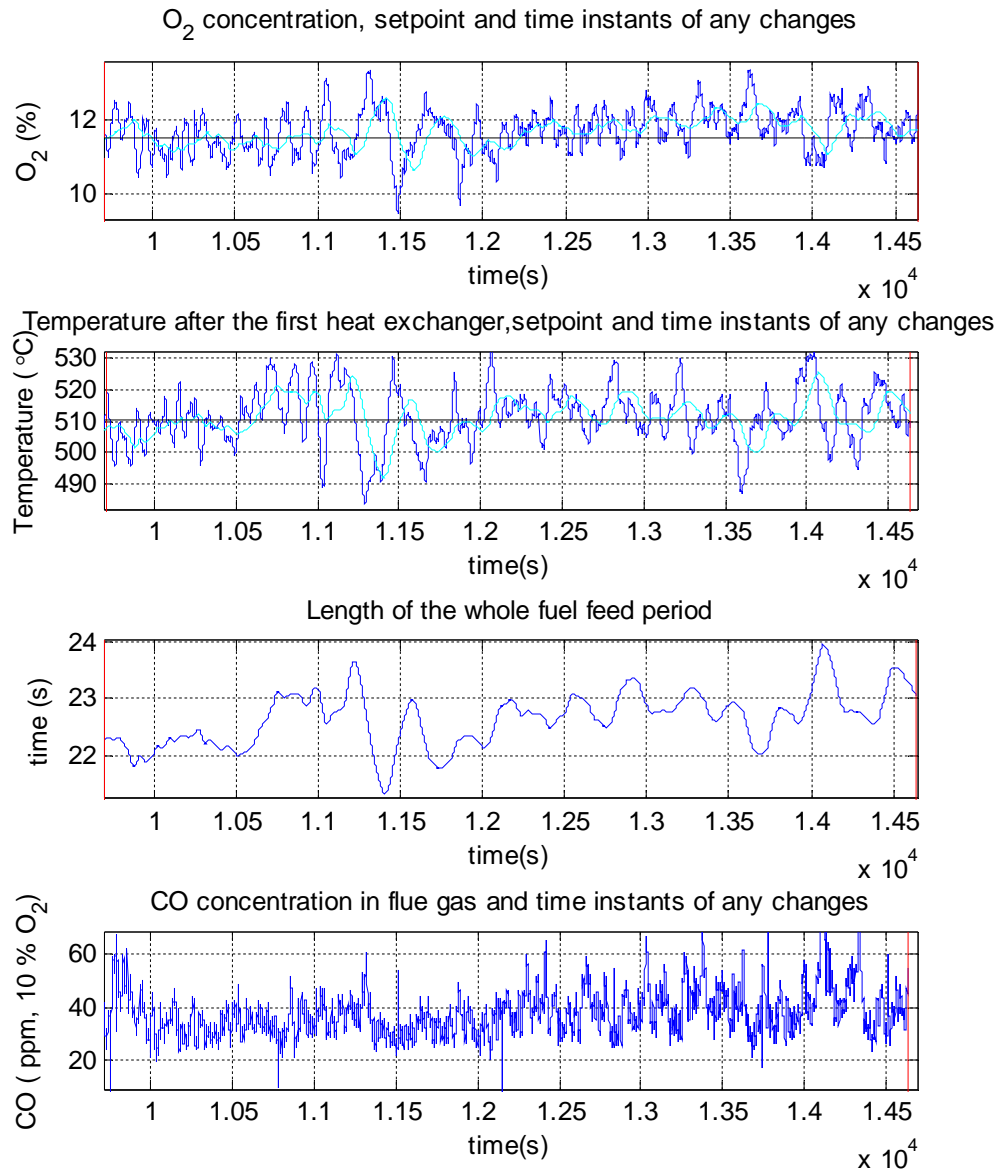 O2 concentration, setpoint and time instants of any changes
O2 (%)
12
10
1 1.05 1.1 1.15 1.2 1.25 1.3 1.35 1.4 1.45
time(s)
x 10^4
Temperature after the first heat exchanger,setpoint and time instants of any changes
Temperature ( °C)
530
520
510
500
490
1 1.05 1.1 1.15 1.2 1.25 1.3 1.35 1.4 1.45
time(s)
x 10^4
Length of the whole fuel feed period
time (s)
24
23
22
1 1.05 1.1 1.15 1.2 1.25 1.3 1.35 1.4 1.45
time(s)
x 10^4
CO concentration in flue gas and time instants of any changes
CO ( ppm, 10 % O2)
60
40
20
1 1.05 1.1 1.15 1.2 1.25 1.3 1.35 1.4 1.45
time(s)
x 10^4